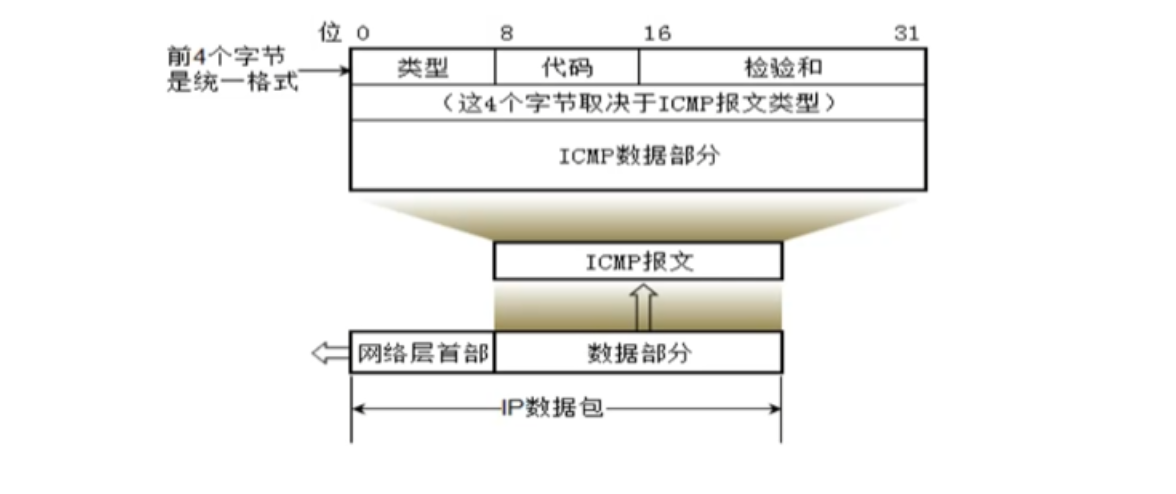 位 0 8 16 31
前4个字节
是统一格式
类型 代码 检验和
（这4个字节取决于ICMP报文类型）
ICMP数据部分
ICMP报文
网络层首部 数据部分
IP数据包